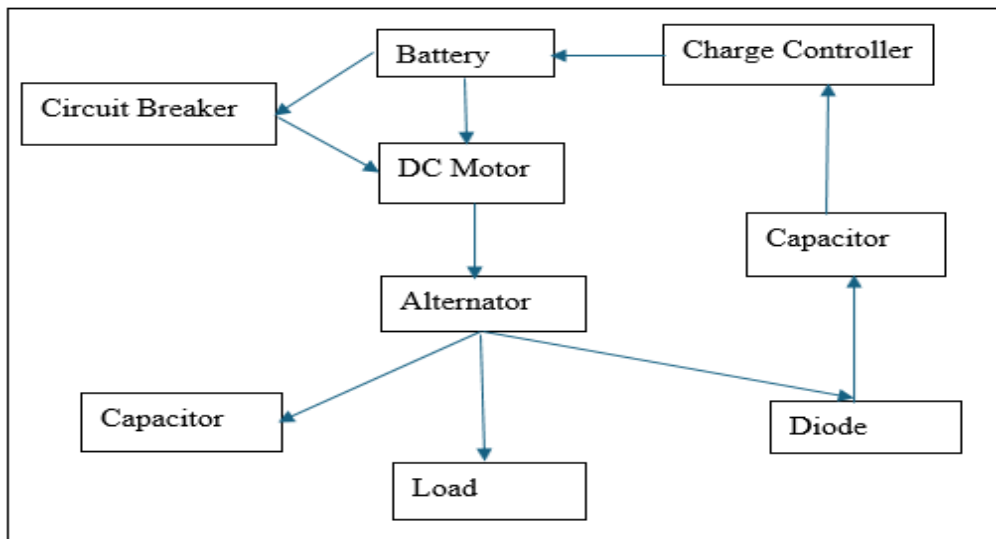 Battery
Charge Controller
Circuit Breaker
DC Motor
Capacitor
Alternator
Capacitor
Diode
Load